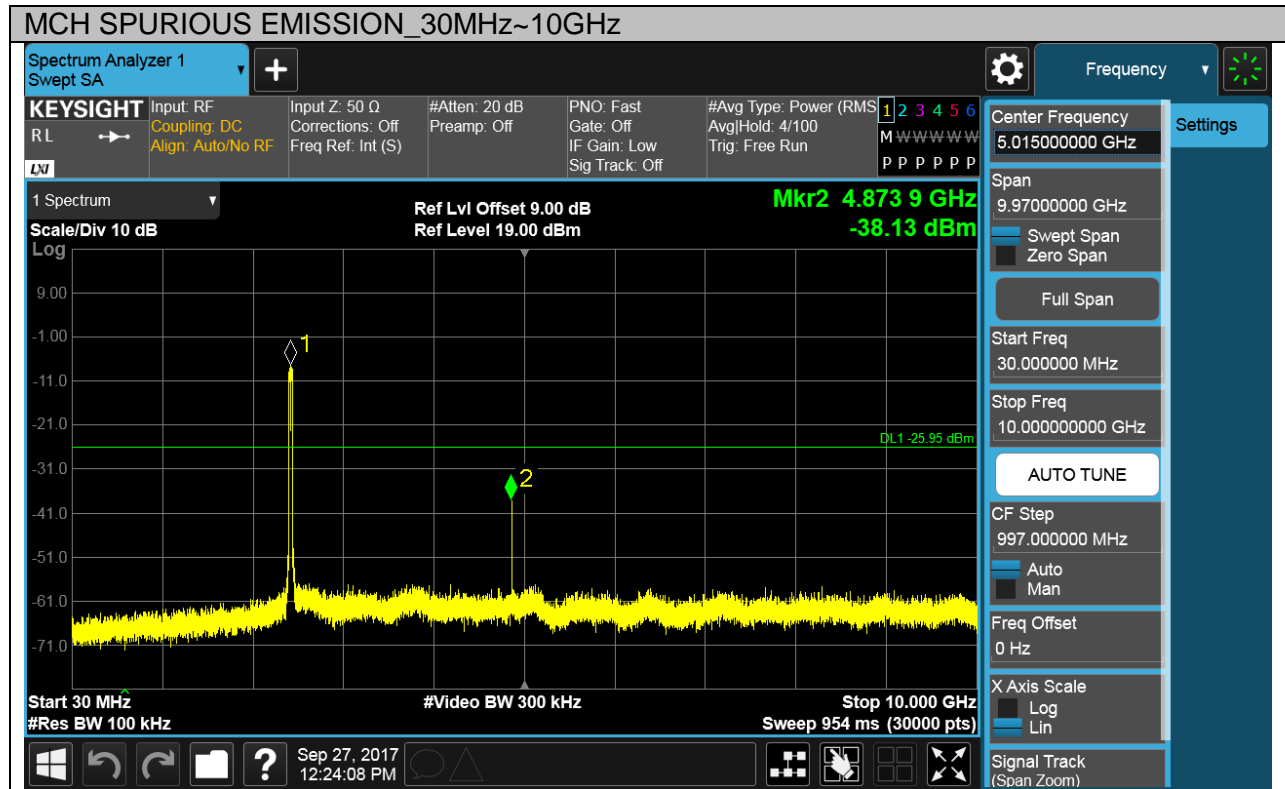 MCH SPURIOUS EMISSION_30MHz~10GHz
Spectrum Analyzer 1
Swept SA
Frequency
KEYSIGHT
RL
LXI
Input: RF
Coupling: DC
Align: Auto/No RF
Input Z: 50 Ω
Corrections: Off
Freq Ref: Int (S)
#Atten: 20 dB
Preamp: Off
PNO: Fast
Gate: Off
IF Gain: Low
Sig Track: Off
#Avg Type: Power (RMS
Avg|Hold: 4/100
Trig: Free Run
1 2 3 4 5 6
M W W W W W
P P P P P P
1 Spectrum
Scale/Div 10 dB
Ref Lvl Offset 9.00 dB
Ref Level 19.00 dBm
Mkr2 4.873 9 GHz
-38.13 dBm
Log
9.00
-1.00
-11.0
-21.0
-31.0
-41.0
-51.0
-61.0
-71.0
1
2
DL1 -25.95 dBm
Start 30 MHz
#Res BW 100 kHz
#Video BW 300 kHz
Stop 10.000 GHz
Sweep 954 ms (30000 pts)
Center Frequency
5.015000000 GHz
Settings
Span
9.97000000 GHz
Swept Span
Zero Span
Full Span
Start Freq
30.000000 MHz
Stop Freq
10.000000000 GHz
AUTO TUNE
CF Step
997.000000 MHz
Auto
Man
Freq Offset
0 Hz
X Axis Scale
Log
Lin
Signal Track
(Span Zoom)
?
Sep 27, 2017
12:24:08 PM